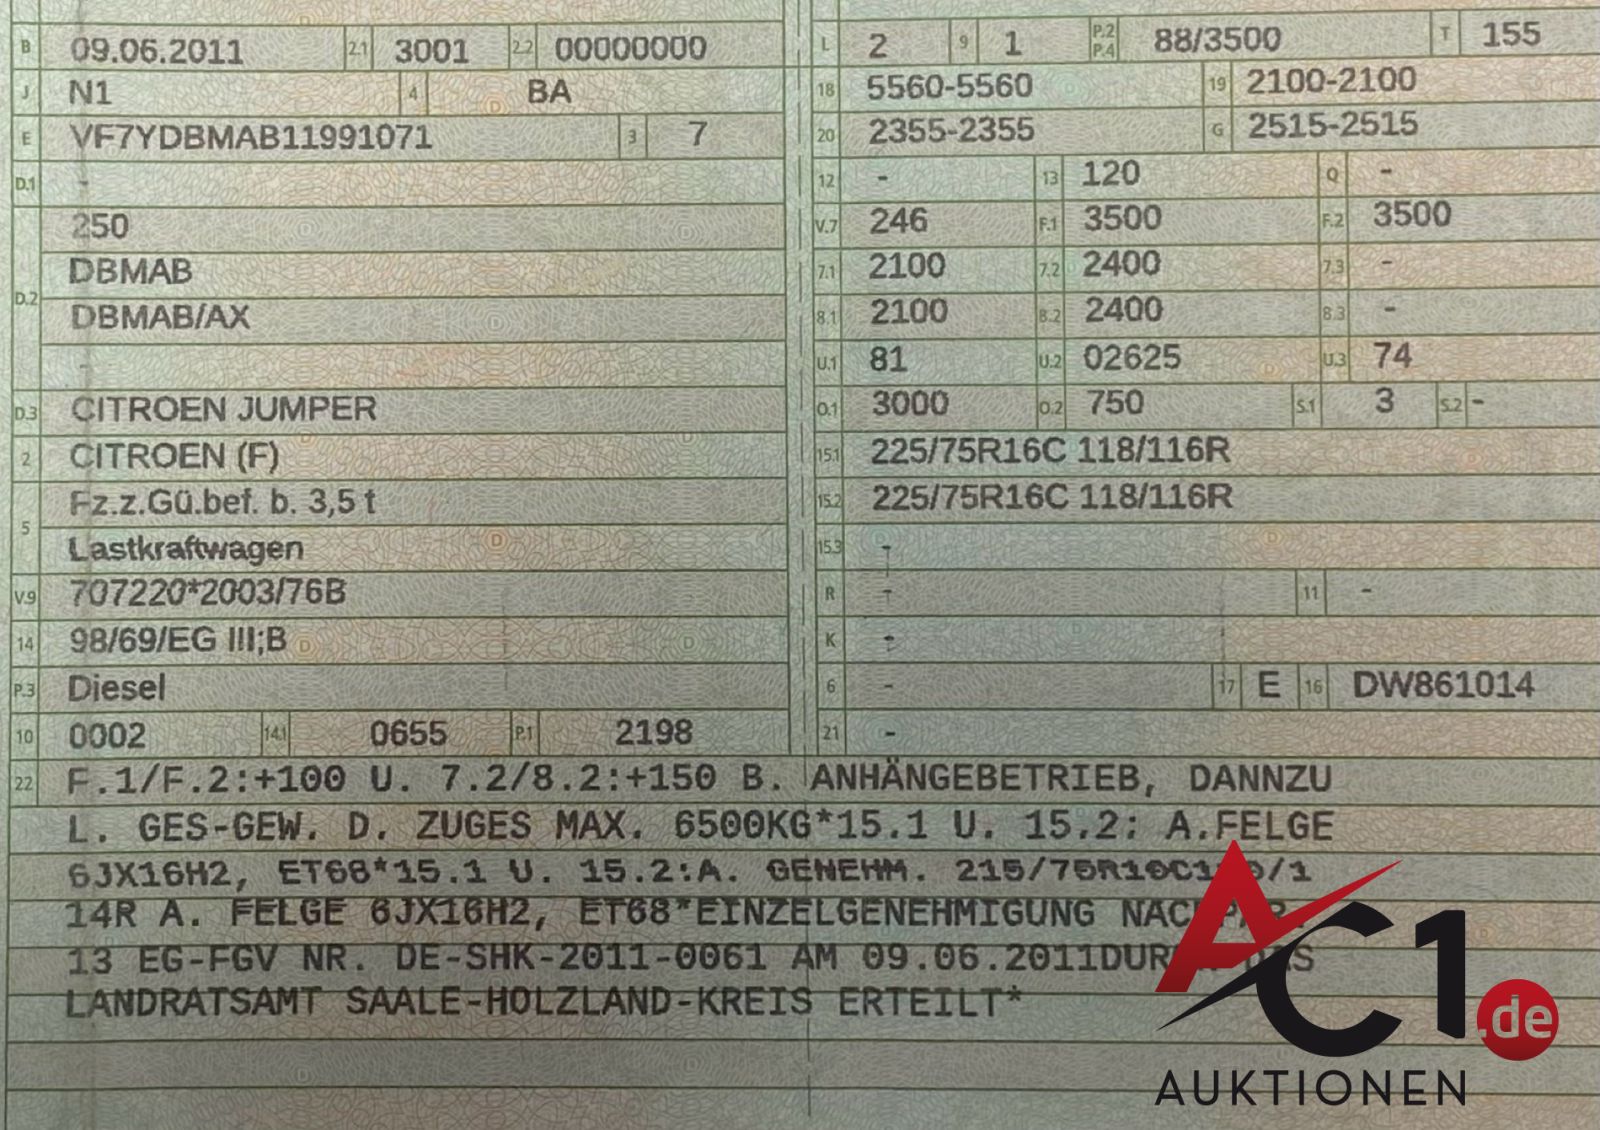 B 09.06.2011 2.1 3001 2.2 00000000
J N1 4 BA
E VF7YDBMAB11991071 3 7
D.1 -
250
DBMAB
D.2
DBMAB/AX
-
D.3 CITROEN JUMPER
2 CITROEN (F)
Fz.z.Gü.bef. b. 3,5 t
5
Lastkraftwagen
V.9 707220*2003/76B
14 98/69/EG III;B
P.3 Diesel
10 0002 14.1 0655 P.1 2198
L 2 9 1 P.2 P.4 88/3500 T 155
18 5560-5560 19 2100-2100
20 2355-2355 G 2515-2515
12 - 13 120 Q -
V.7 246 F.1 3500 F.2 3500
7.1 2100 7.2 2400 7.3 -
8.1 2100 8.2 2400 8.3 -
U.1 81 U.2 02625 U.3 74
O.1 3000 O.2 750 S.1 3 S.2 -
15.1 225/75R16C 118/116R
15.2 225/75R16C 118/116R
15.3 -
R - 11 -
K -
6 - 17 E 16 DW861014
21 -
22 F.1/F.2:+100 U. 7.2/8.2:+150 B. ANHÄNGEBETRIEB, DANNZU
L. GES-GEW. D. ZUGES MAX. 6500KG*15.1 U. 15.2: A.FELGE
6JX16H2, ET68*15.1 U. 15.2:A. GENEHM.
14R A. FELGE 6JX16H2, ET68*EINZELGENEHMIGUNG
13 EG-FGV NR. DE-SHK-2011-0061 AM 09.06.2011
LANDRATSAMT SAALE-HOLZLAND-KREIS ERTEILT*
AC1.de
AUKTIONEN